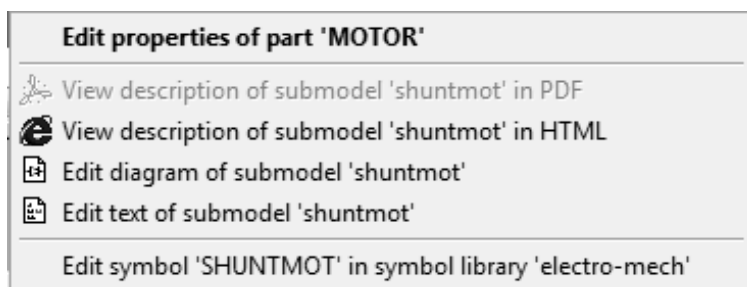 Edit properties of part 'MOTOR'
View description of submodel 'shuntmot' in PDF
View description of submodel 'shuntmot' in HTML
Edit diagram of submodel 'shuntmot'
Edit text of submodel 'shuntmot'
Edit symbol 'SHUNTMOT' in symbol library 'electro-mech'